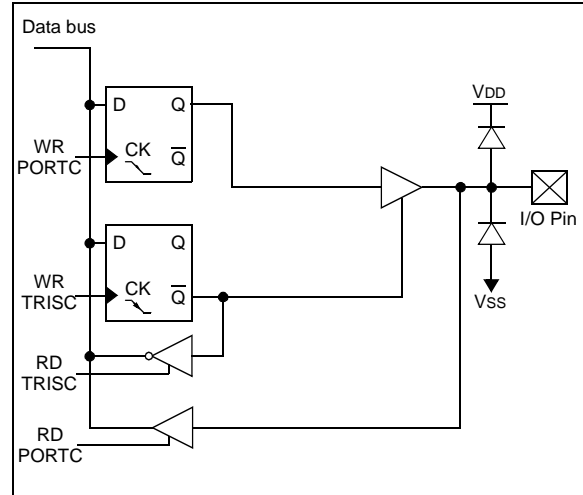 Data bus
D Q
WR
PORTC
CK
Q
VDD
I/O Pin
D Q
WR
TRISC
CK
Q
VSS
RD
TRISC
RD
PORTC